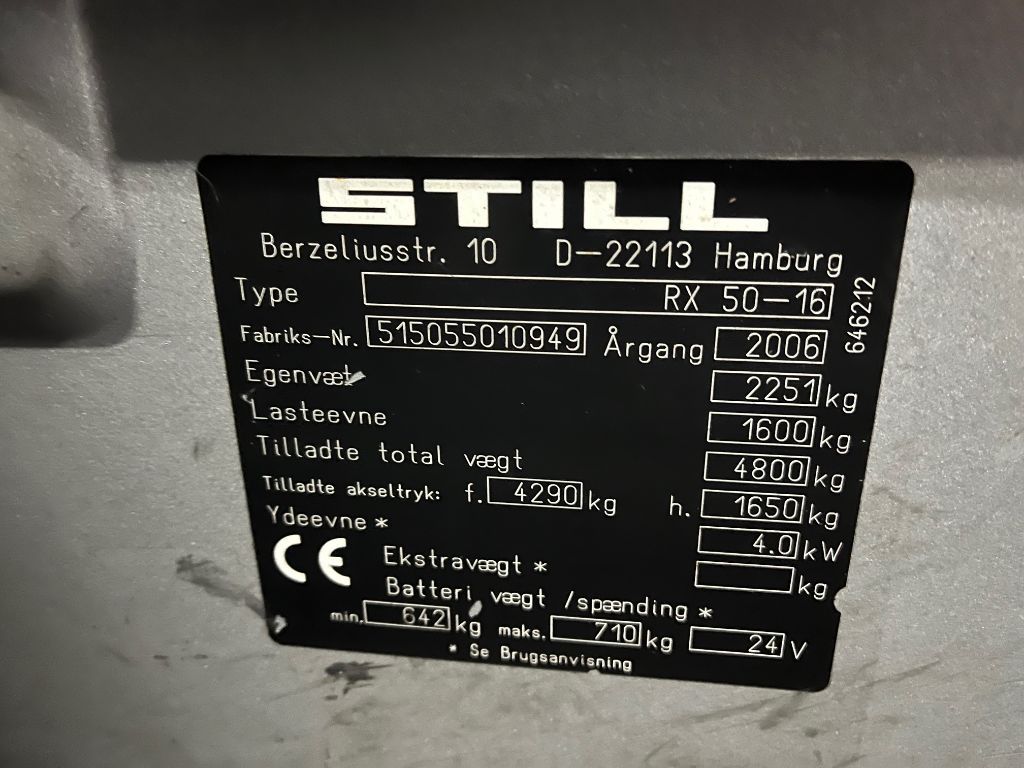 STILL
Berzeliusstr. 10 D-22113 Hamburg
Type RX 50-16
Fabriks-Nr. 515055010949 Årgang 2006
646212
Egenvæt 2251 kg
Lasteevne 1600 kg
Tilladte total vægt 4800 kg
Tilladte akseltryk: f. 4290 kg h. 1650 kg
Ydeevne * 4.0 kW
CE Ekstravægt * kg
Batteri vægt /spænding *
min. 642 kg maks. 710 kg 24 V
* Se Brugsanvisning